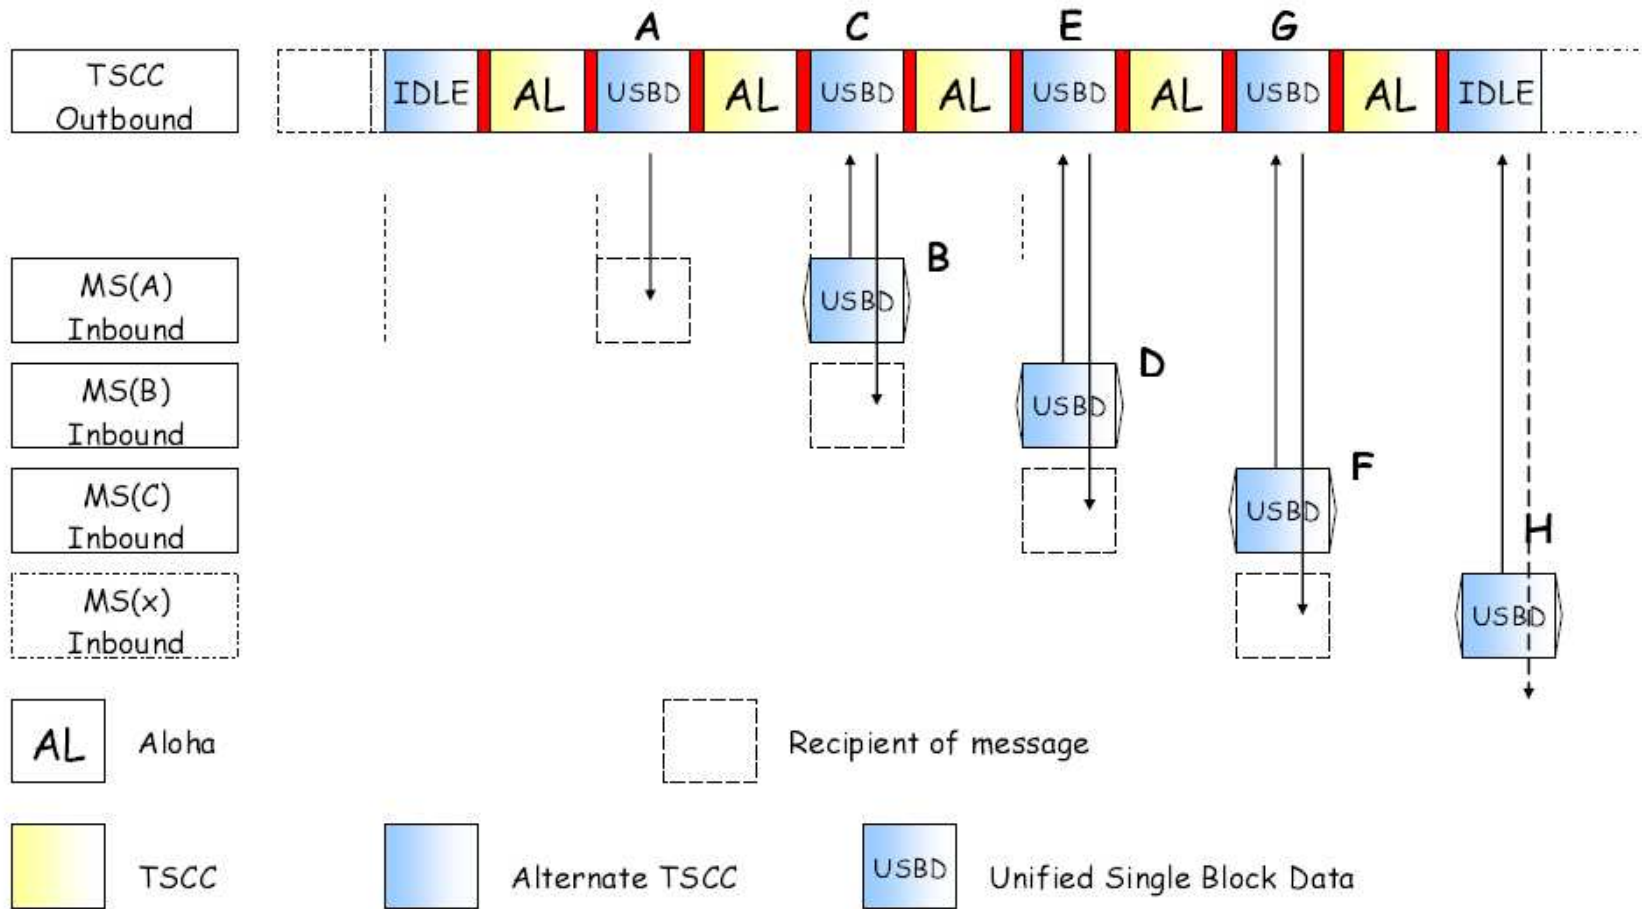 A C E G
TSCC
Outbound
IDLE AL USBD AL USBD AL USBD AL USBD AL IDLE
MS(A)
Inbound
USBD
B
MS(B)
Inbound
USBD
D
MS(C)
Inbound
USBD
F
H
MS(x)
Inbound
USBD
AL Aloha
Recipient of message
TSCC
Alternate TSCC
USBD Unified Single Block Data